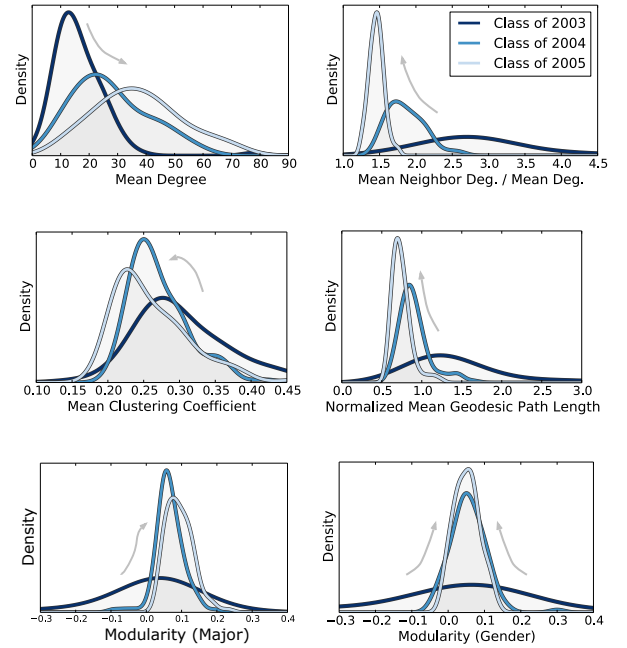 Density
0 10 20 30 40 50 60 70 80 90
Mean Degree
Class of 2003
Class of 2004
Class of 2005
Density
1.0 1.5 2.0 2.5 3.0 3.5 4.0 4.5
Mean Neighbor Deg. / Mean Deg.
Density
0.10 0.15 0.20 0.25 0.30 0.35 0.40 0.45
Mean Clustering Coefficient
Density
0.0 0.5 1.0 1.5 2.0 2.5 3.0
Normalized Mean Geodesic Path Length
Density
−0.3 −0.2 −0.1 0.0 0.1 0.2 0.3 0.4
Modularity (Major)
Density
−0.3 −0.2 −0.1 0.0 0.1 0.2 0.3 0.4
Modularity (Gender)